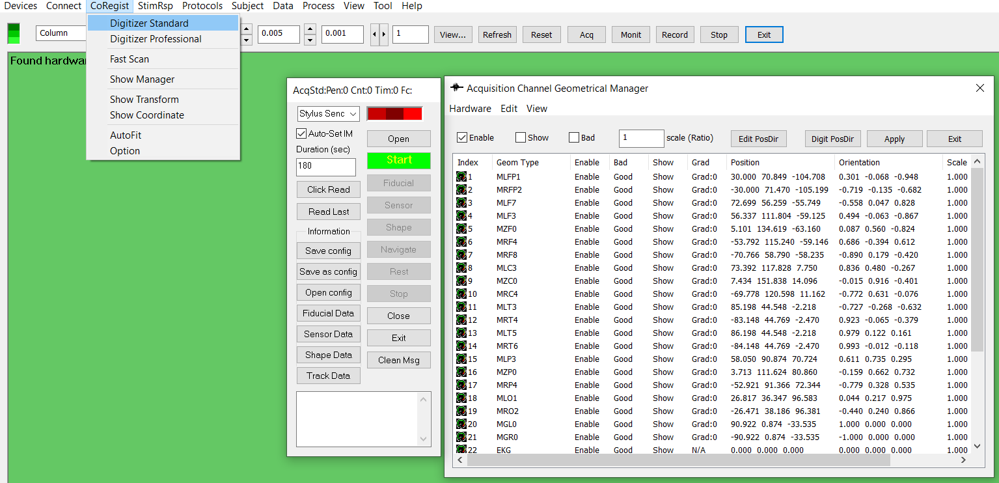 Devices Connect CoRegist StimRsp Protocols Subject Data Process View Tool Help
Column 0.005 0.001 1 View... Refresh Reset Acq Monit Record Stop Exit
Digitizer Standard
Digitizer Professional
Fast Scan
Show Manager
Show Transform
Show Coordinate
AutoFit
Option
Found hardwar
AcqStd:Pen:0 Cnt:0 Tim:0 Fc:
Stylus Senc
Auto-Set IM
Open
Duration (sec)
Start
180
Fiducial
Click Read
Sensor
Read Last
Shape
Information
Navigate
Save config
Rest
Save as config
Stop
Open config
Close
Fiducial Data
Exit
Sensor Data
Clean Msg
Shape Data
Track Data
Acquisition Channel Geometrical Manager
Hardware Edit View
Enable Show Bad 1 scale (Ratio) Edit PosDir Digit PosDir Apply Exit
Index Geom Type Enable Bad Show Grad Position Orientation Scale
1 MLFP1 Enable Good Show Grad:0 30.000 70.849 -104.708 0.301 -0.068 -0.948 1.000
2 MRFP2 Enable Good Show Grad:0 -30.000 71.470 -105.199 -0.719 -0.135 -0.682 1.000
3 MLF7 Enable Good Show Grad:0 72.699 56.259 -55.749 -0.558 0.047 0.828 1.000
4 MLF3 Enable Good Show Grad:0 56.337 111.804 -59.125 0.494 -0.063 -0.867 1.000
5 MZF0 Enable Good Show Grad:0 5.101 134.619 -63.160 0.087 0.560 -0.824 1.000
6 MRF4 Enable Good Show Grad:0 -53.792 115.240 -59.146 0.686 -0.394 0.612 1.000
7 MRF8 Enable Good Show Grad:0 -70.766 58.790 -58.235 -0.890 0.179 -0.420 1.000
8 MLC3 Enable Good Show Grad:0 73.392 117.828 7.750 0.836 0.480 -0.267 1.000
9 MZC0 Enable Good Show Grad:0 7.434 151.838 14.096 -0.015 0.916 -0.401 1.000
10 MRC4 Enable Good Show Grad:0 -69.778 120.598 11.162 -0.772 0.631 -0.076 1.000
11 MLT3 Enable Good Show Grad:0 85.198 44.548 -2.218 -0.727 -0.268 -0.632 1.000
12 MRT4 Enable Good Show Grad:0 -83.148 44.769 -2.470 0.923 -0.065 -0.379 1.000
13 MLT5 Enable Good Show Grad:0 86.198 44.548 -2.218 0.979 0.122 0.161 1.000
14 MRT6 Enable Good Show Grad:0 -84.148 44.769 -2.470 0.993 -0.012 -0.118 1.000
15 MLP3 Enable Good Show Grad:0 58.050 90.874 70.724 0.611 0.735 0.295 1.000
16 MZP0 Enable Good Show Grad:0 3.713 111.624 80.860 -0.159 0.662 0.732 1.000
17 MRP4 Enable Good Show Grad:0 -52.921 91.366 72.344 -0.779 0.328 0.535 1.000
18 MLO1 Enable Good Show Grad:0 26.817 36.347 96.583 0.044 0.217 0.975 1.000
19 MRO2 Enable Good Show Grad:0 -26.471 38.186 96.381 -0.440 0.240 0.866 1.000
20 MGL0 Enable Good Show Grad:0 90.922 0.874 -33.535 1.000 0.000 0.000 1.000
21 MGR0 Enable Good Show Grad:0 -90.922 0.874 -33.535 -1.000 0.000 0.000 1.000
22 EKG Enable Good Show N/A 0.000 0.000 0.000 0.000 0.000 0.000 1.000